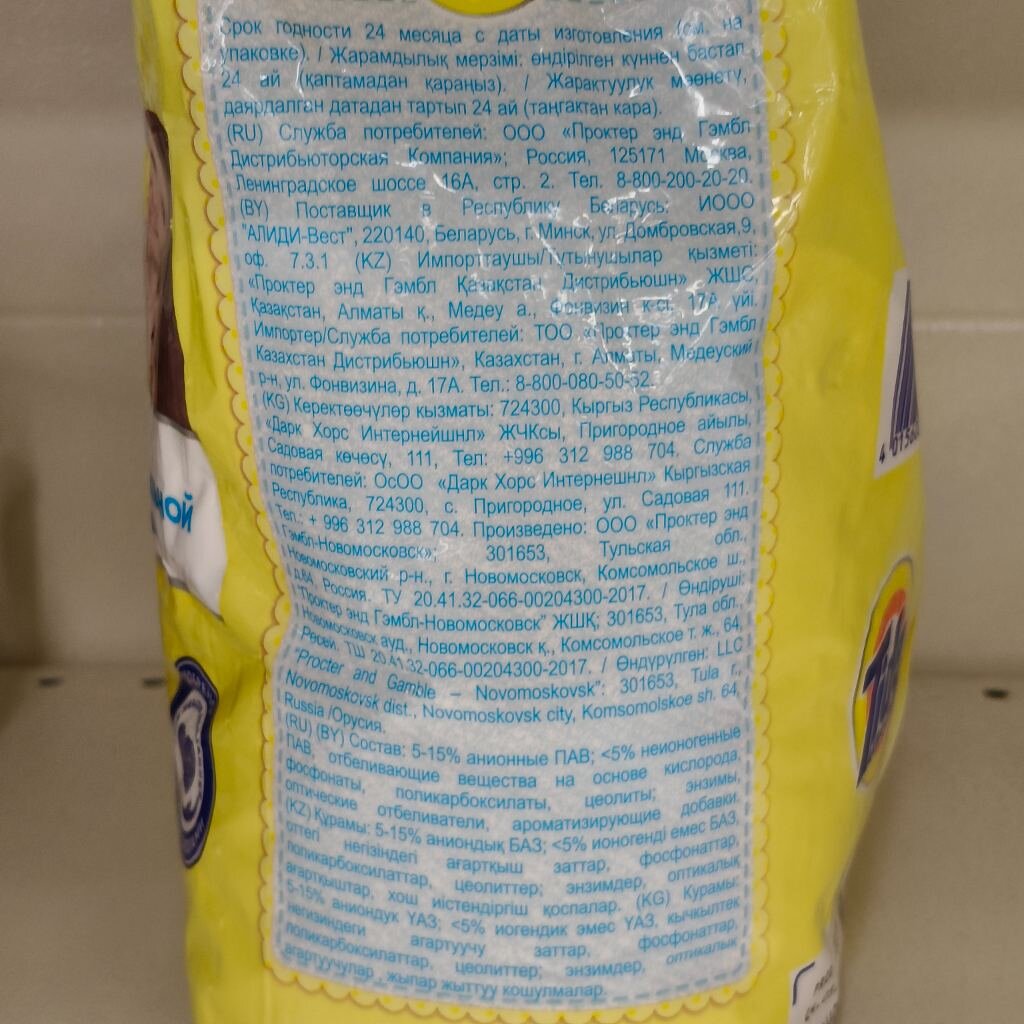 Срок годности 24 месяца с даты изготовления (см. на
упаковке). / Жарамдылық мерзімі: өндірілген күннен бастап
24 ай (қаптамадан қараңыз). / Жарактуулук мөөнөтү,
даярдалган датадан тартып 24 ай (таңгактан кара).
(RU) Служба потребителей: ООО «Проктер энд Гэмбл
Дистрибьюторская Компания»; Россия, 125171 Москва,
Ленинградское шоссе 16А, стр. 2. Тел. 8-800-200-20-20.
(BY) Поставщик в Республику Беларусь: ИООО
"АЛИДИ-Вест", 220140, Беларусь, г. Минск, ул. Домбровская,9,
оф. 7.3.1 (KZ) Импорттаушы/тұтынушылар қызметі:
«Проктер энд Гэмбл Қазақстан Дистрибьюшн» ЖШС,
Қазақстан, Алматы қ., Медеу а., Фонвизин к-сі, 17А үйі.
Импортер/Служба потребителей: ТОО «Проктер энд Гэмбл
Казахстан Дистрибьюшн», Казахстан, г. Алматы, Медеуский
р-н, ул. Фонвизина, д. 17А. Тел.: 8-800-080-50-52.
(KG) Керектөөчүлөр кызматы: 724300, Кыргыз Республикасы,
«Дарк Хорс Интернейшнл» ЖЧКсы, Пригородное айылы,
Садовая көчөсү, 111, Тел: +996 312 988 704. Служба
потребителей: ОсОО «Дарк Хорс Интернешнл» Кыргызская
Республика, 724300, с. Пригородное, ул. Садовая 111.
Тел.: + 996 312 988 704. Произведено: ООО «Проктер энд
Гэмбл-Новомосковск»; 301653, Тульская обл.,
Новомосковский р-н., г. Новомосковск, Комсомольское ш.,
д.64, Россия. ТУ 20.41.32-066-00204300-2017. / Өндіруші:
"Проктер энд Гэмбл-Новомосковск" ЖШҚ; 301653, Тула обл.,
Новомосковск ауд., Новомосковск қ., Комсомольское т. ж., 64,
Ресей. ТШ 20.41.32-066-00204300-2017. / Өндүрүлгөн: LLC
"Procter and Gamble – Novomoskovsk": 301653, Tula r.,
Novomoskovsk dist., Novomoskovsk city, Komsomolskoe sh. 64,
Russia /Орусия.
(RU) (BY) Состав: 5-15% анионные ПАВ; <5% неионогенные
ПАВ, отбеливающие вещества на основе кислорода,
фосфонаты, поликарбоксилаты, цеолиты; энзимы,
оптические отбеливатели, ароматизирующие добавки.
(KZ) Құрамы: 5-15% аниондық БАЗ; <5% ионогенді емес БАЗ,
оттегі негізіндегі ағартқыш заттар, фосфонаттар,
поликарбоксилаттар, цеолиттер; энзимдер, оптикалық
ағартқыштар, хош иістендіргіш қоспалар. (KG) Курамы:
5-15% аниондук ҮАЗ; <5% иогендик эмес ҮАЗ, кычкылтек
негизиндеги агартуучу заттар, фосфонаттар,
поликарбоксилаттар, цеолиттер; энзимдер, оптикалык
агартуучулар, жыпар жыттуу кошулмалар.
ной